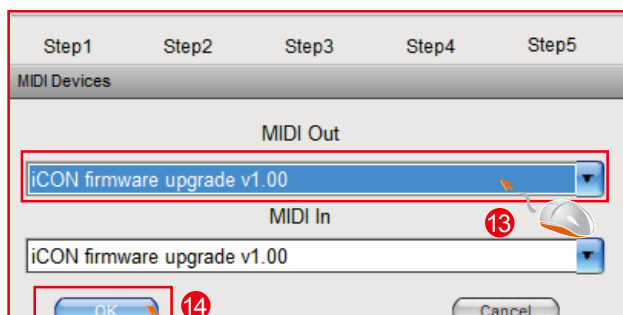 Step1 Step2 Step3 Step4 Step5
MIDI Devices
MIDI Out
iCON firmware upgrade v1.00
MIDI In
13
iCON firmware upgrade v1.00
OK 14 Cancel